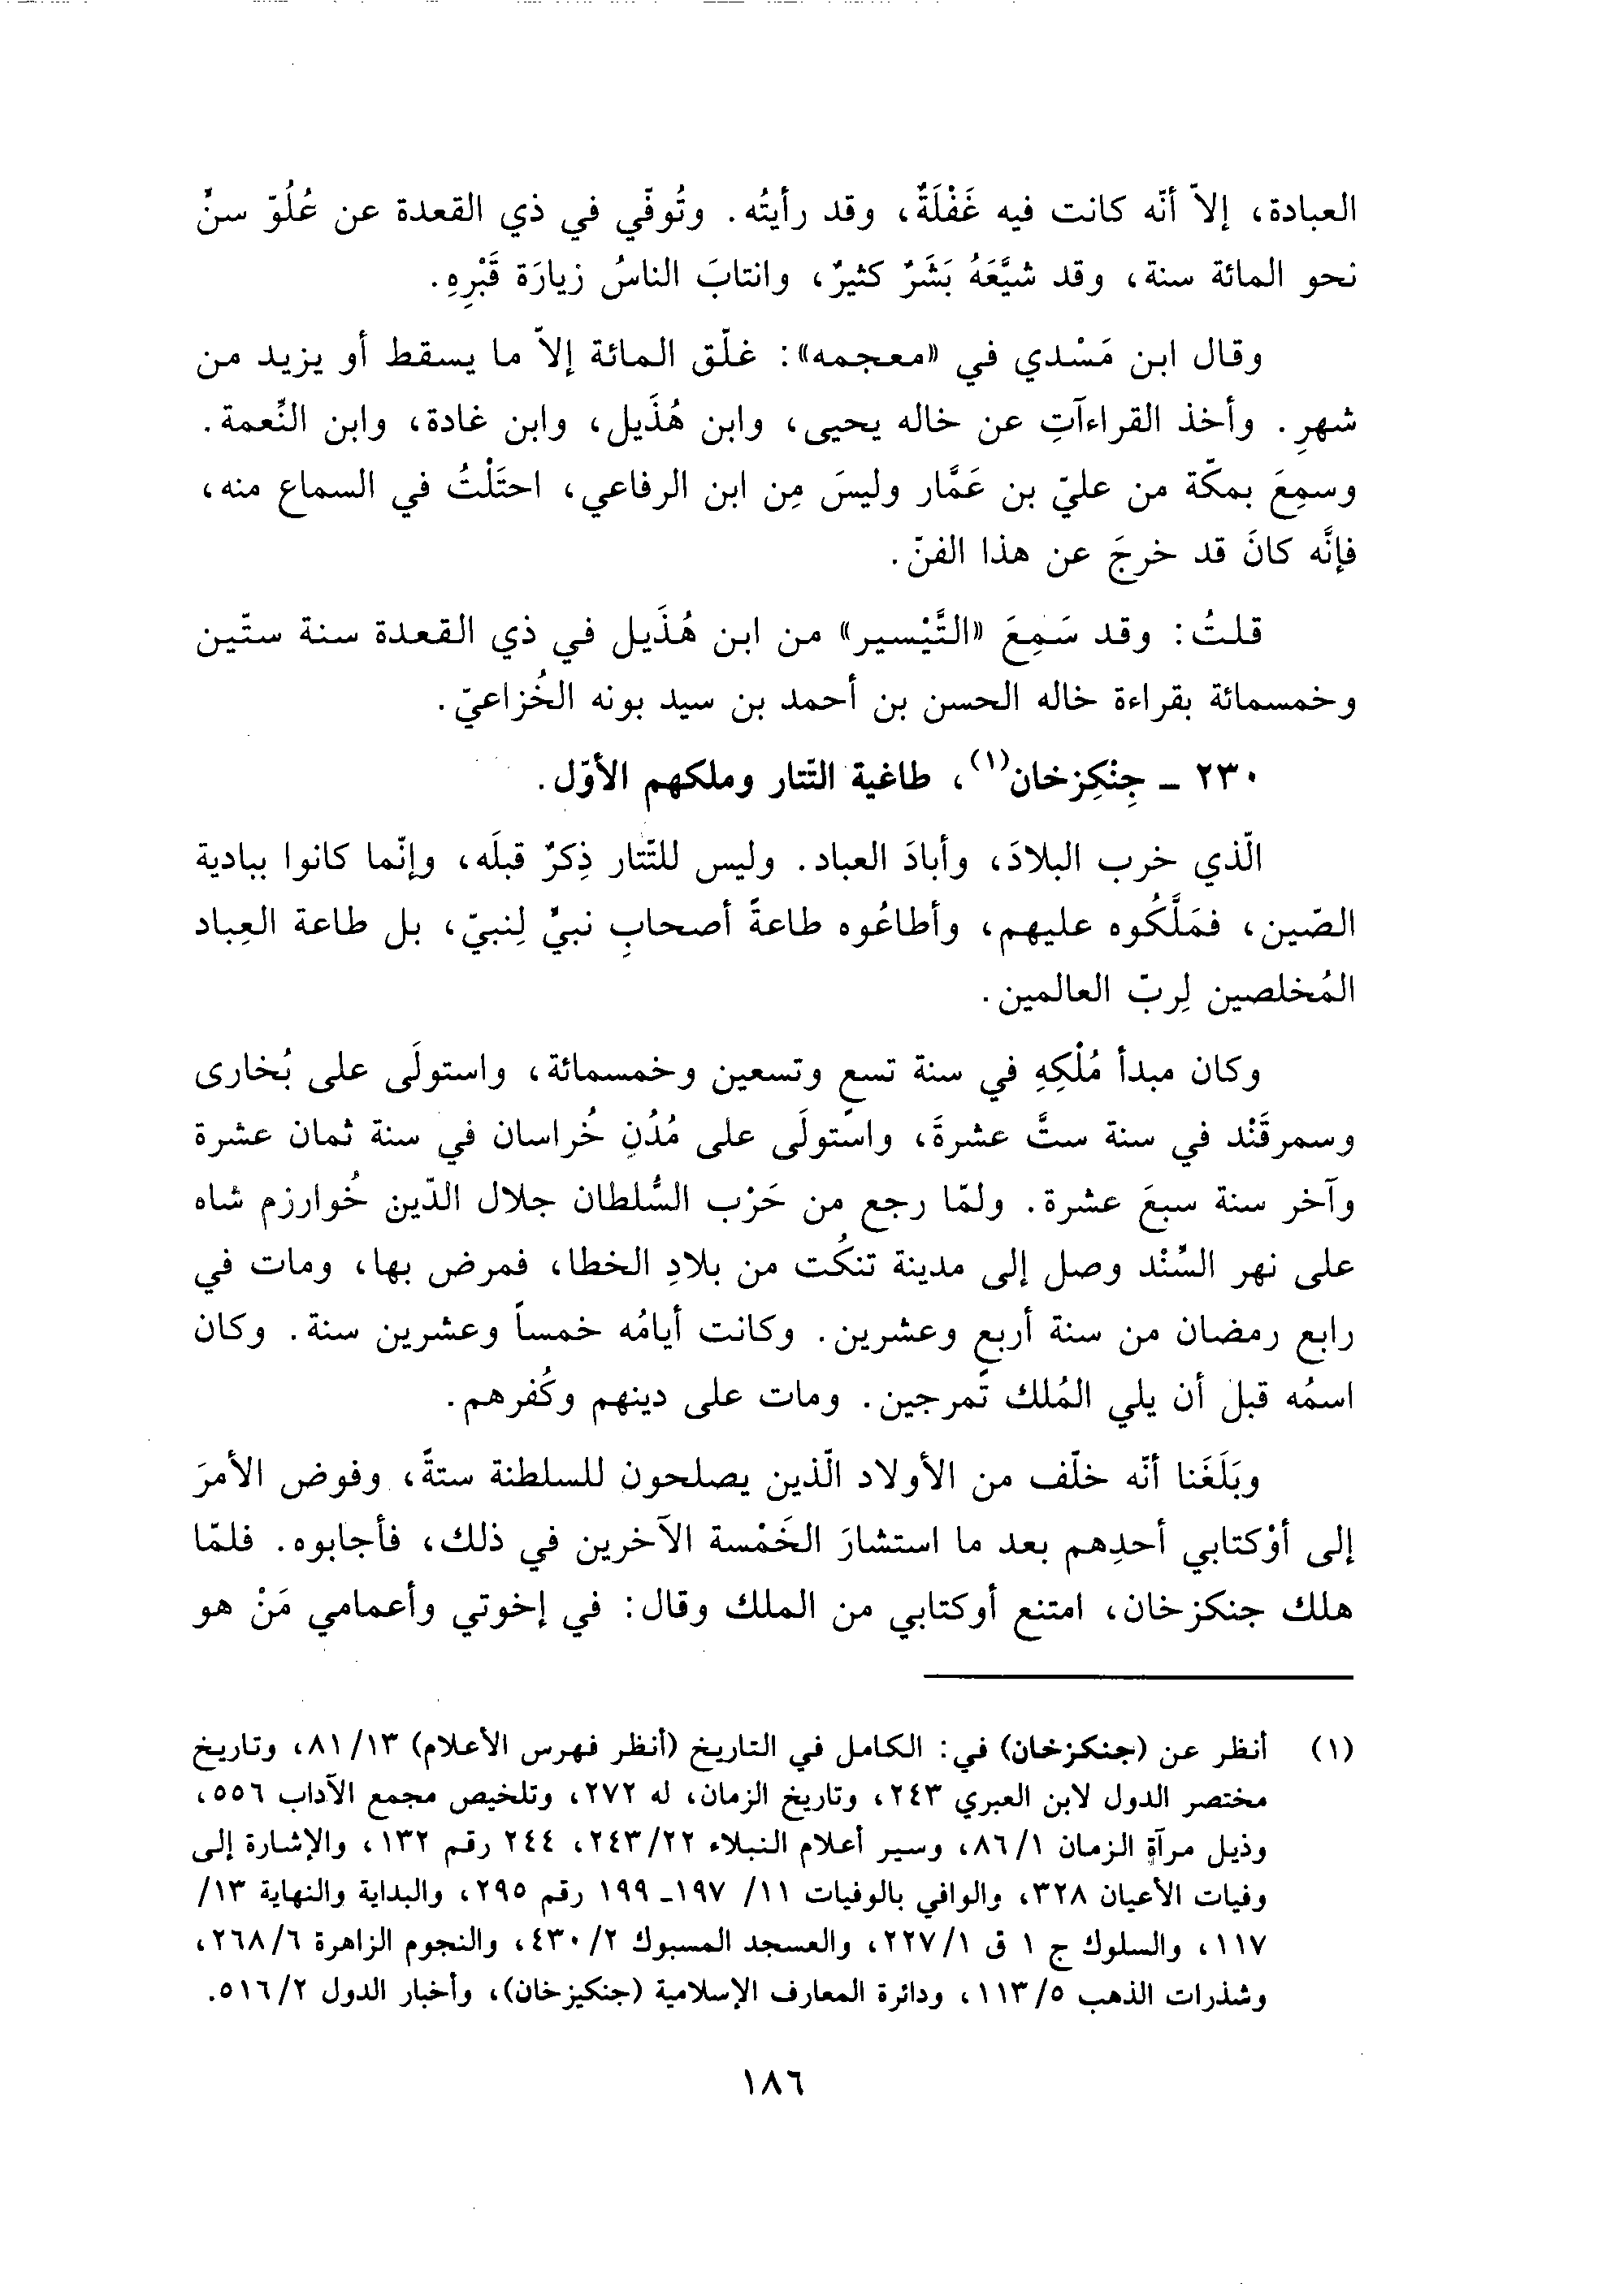 العبادة، إلاّ أنّه كانت فيه غَفْلَةٌ، وقد رأيتُه. وتُوفّي في ذي القعدة عن عُلُوّ سنٍّ
نحو المائة سنة، وقد شيَّعَهُ بَشَرٌ كثيرٌ، وانتابَ الناسُ زيارَة قَبْرِهِ.
وقال ابن مَسْدي في «معجمه»: غلّق المائة إلاّ ما يسقط أو يزيد من
شهرِ. وأخذ القراءآتِ عن خاله يحيى، وابن هُذَيل، وابن غادة، وابن النِّعمة.
وسمِعَ بمكّة من عليّ بن عَمَّار وليسَ مِن ابن الرفاعي، احتَلْتُ في السماع منه،
فإنَّه كانَ قد خرجَ عن هذا الفنّ.
قلتُ: وقد سَمِعَ «التَّيْسير» من ابن هُذَيل في ذي القعدة سنة ستّين
وخمسمائة بقراءة خاله الحسن بن أحمد بن سيد بونه الخُزاعيّ.
٢٣٠ - جِنْكِزخان(١)، طاغية التّتار وملكهم الأوّل.
الّذي خرب البلادَ، وأبادَ العباد. وليس للتّتار ذِكرٌ قبلَه، وإنّما كانوا ببادية
الصّين، فمَلَّكُوه عليهم، وأطاعُوه طاعةً أصحابِ نبيٍّ لِنبيّ، بل طاعة العِباد
المُخلصين لِربّ العالمين.
وكان مبدأ مُلْكِهِ في سنة تسعٍ وتسعين وخمسمائة، واستولَى على بُخارى
وسمرقَنْد في سنة ستَّ عشرةَ، واستولَى على مُدُنِ خُراسان في سنة ثمان عشرة
وآخر سنة سبعَ عشرة. ولمّا رجع من حَرْب السُّلطان جلال الدّين خُوارزم شاه
على نهر السِّنْد وصل إلى مدينة تنكُت من بلادِ الخطا، فمرض بها، ومات في
رابع رمضان من سنة أربعٍ وعشرين. وكانت أيامُه خمساً وعشرين سنة. وكان
اسمُه قبل أن يلي المُلك تَمرجين. ومات على دينهم وكُفرهم.
وبَلَغَنا أنّه خلّف من الأولاد الّذين يصلحون للسلطنة ستةً، وفوض الأمرَ
إلى أوْكتابي أحدِهم بعد ما استشارَ الخَمْسة الآخرين في ذلك، فأجابوه. فلمّا
هلك جنكزخان، امتنع أوكتابي من الملك وقال: في إخوتي وأعمامي مَنْ هو
(١) أنظر عن (جنكزخان) في: الكامل في التاريخ (أنظر فهرس الأعلام) ٨١/١٣، وتاريخ
مختصر الدول لابن العبري ٢٤٣، وتاريخ الزمان، له ٢٧٢، وتلخيص مجمع الآداب ٥٥٦،
وذيل مرآة الزمان ٨٦/١، وسير أعلام النبلاء ٢٤٣/٢٢، ٢٤٤ رقم ١٣٢، والإشارة إلى
وفيات الأعيان ٣٢٨، والوافي بالوفيات ١١/ ١٩٧- ١٩٩ رقم ٢٩٥، والبداية والنهاية ١٣/
١١٧، والسلوك ج ١ ق ٢٢٧/١، والعسجد المسبوك ٤٣٠/٢، والنجوم الزاهرة ٢٦٨/٦،
وشذرات الذهب ١١٣/٥، ودائرة المعارف الإسلامية (جنكيزخان)، وأخبار الدول ٥١٦/٢.
١٨٦